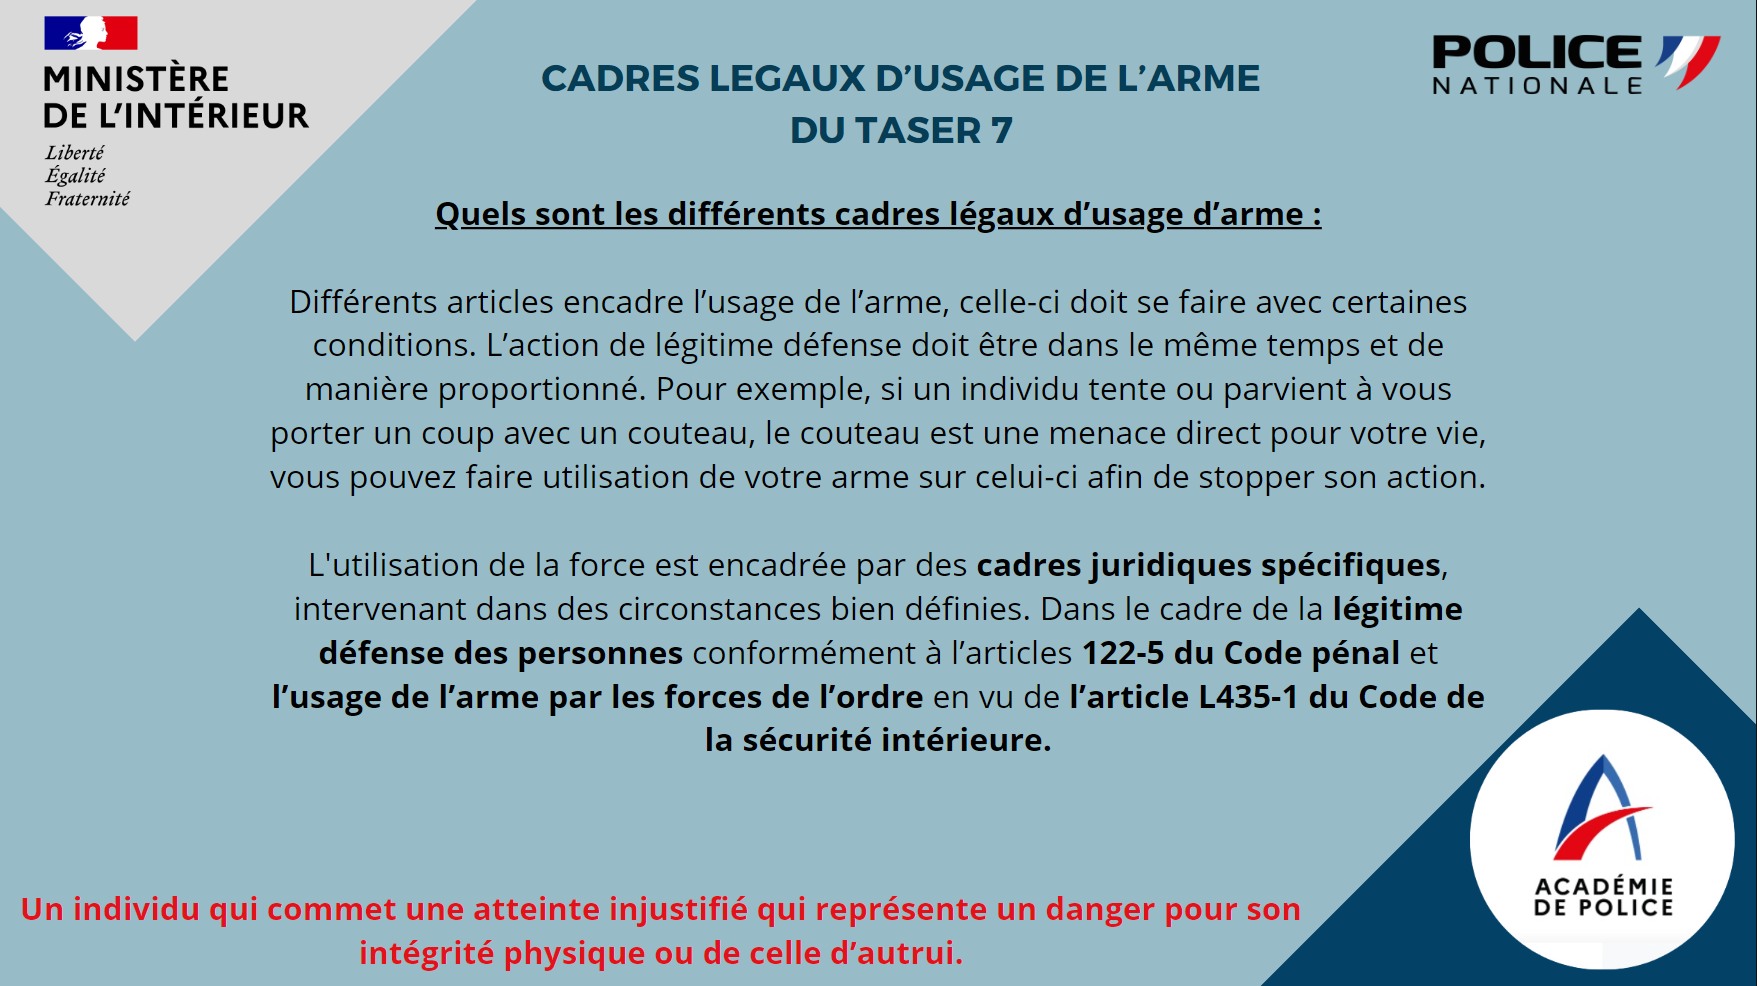 MINISTÈRE
DE L'INTÉRIEUR
Liberté
Égalité
Fraternité
POLICE
NATIONALE
CADRES LEGAUX D’USAGE DE L’ARME
DU TASER 7
Quels sont les différents cadres légaux d’usage d’arme :
Différents articles encadre l’usage de l’arme, celle-ci doit se faire avec certaines
conditions. L’action de légitime défense doit être dans le même temps et de
manière proportionné. Pour exemple, si un individu tente ou parvient à vous
porter un coup avec un couteau, le couteau est une menace direct pour votre vie,
vous pouvez faire utilisation de votre arme sur celui-ci afin de stopper son action.
L'utilisation de la force est encadrée par des cadres juridiques spécifiques,
intervenant dans des circonstances bien définies. Dans le cadre de la légitime
défense des personnes conformément à l’articles 122-5 du Code pénal et
l’usage de l’arme par les forces de l’ordre en vu de l’article L435-1 du Code de
la sécurité intérieure.
Un individu qui commet une atteinte injustifié qui représente un danger pour son
intégrité physique ou de celle d’autrui.
ACADÉMIE
DE POLICE